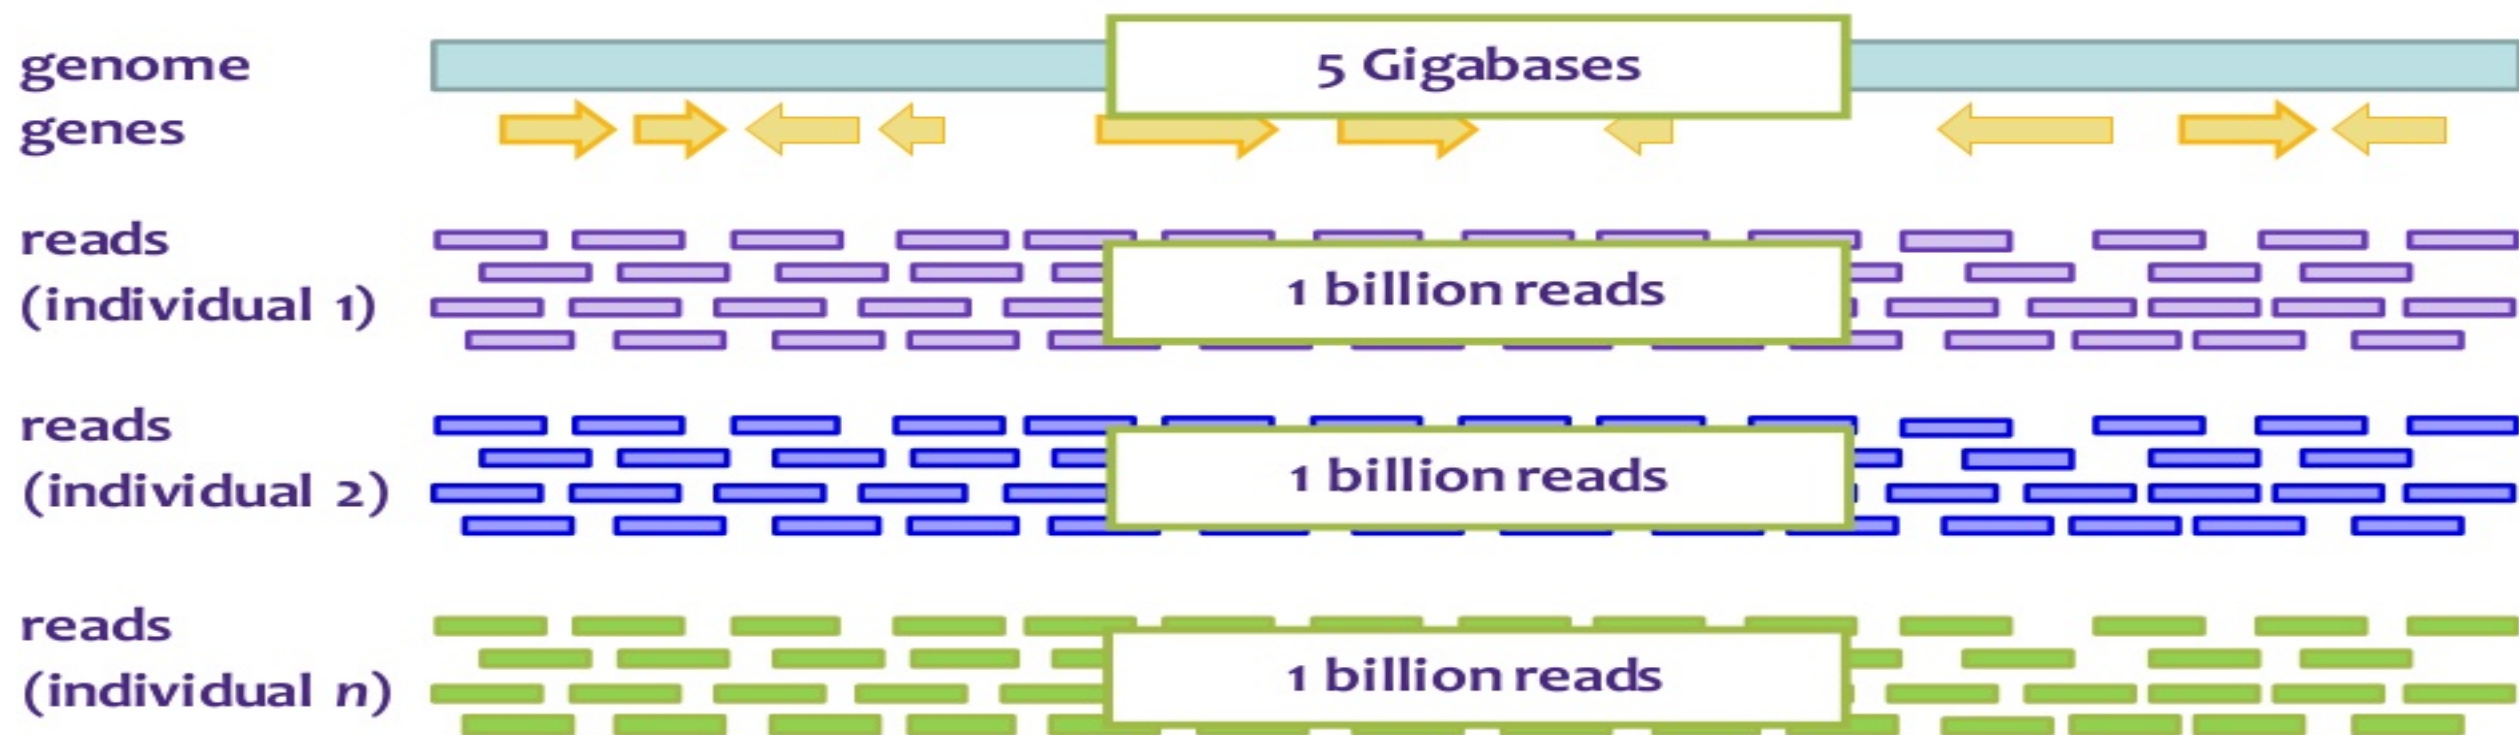 genome
5 Gigabases
genes
reads
(individual 1)
1 billion reads
reads
(individual 2)
1 billion reads
reads
(individual n)
1 billion reads